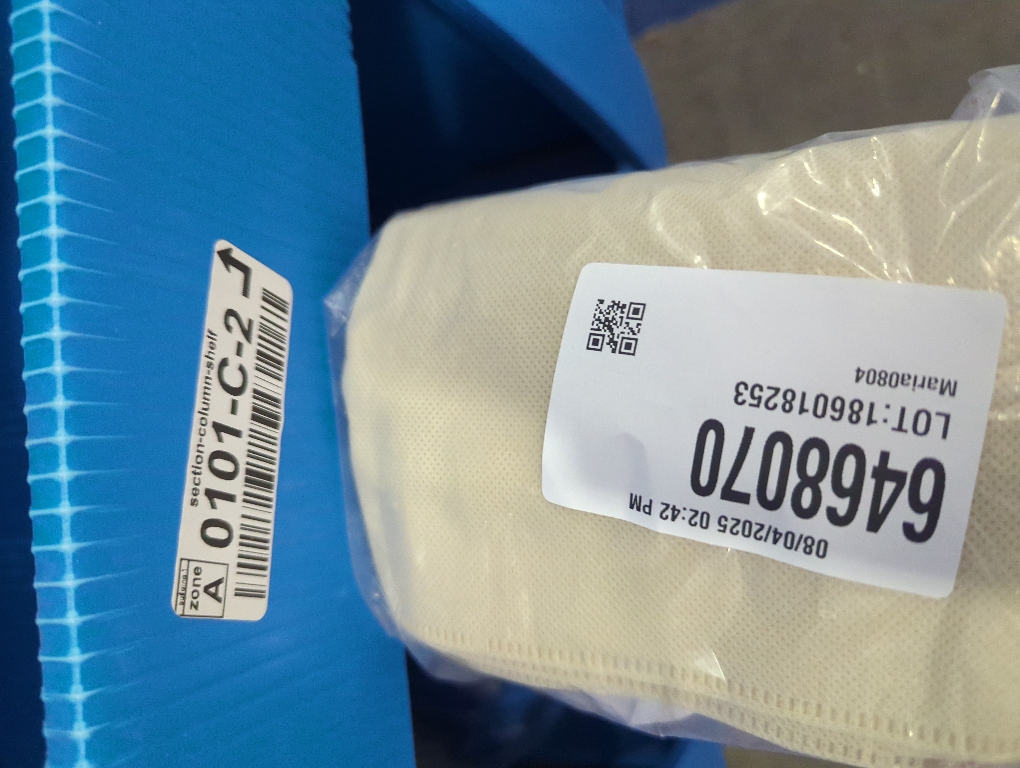 zone
A
section-column-shelf
0101-C-2
08/04/2025 02:42 PM
6468070
LOT:186018253
Maria0804